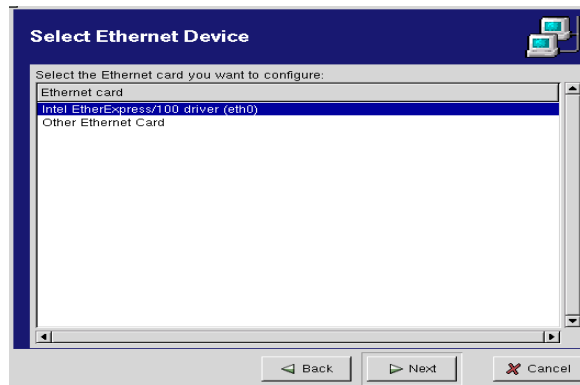 Select Ethernet Device
Select the Ethernet card you want to configure:
Ethernet card
Intel EtherExpress/100 driver (eth0)
Other Ethernet Card
Back
Next
Cancel